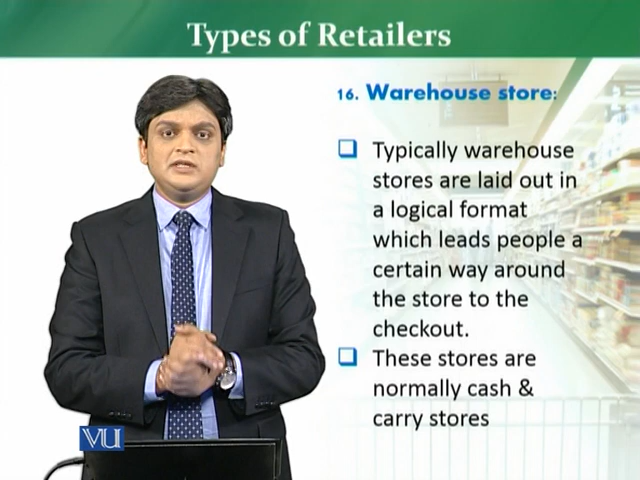 Types of Retailers
16. Warehouse store:
Typically warehouse
stores are laid out in
a logical format
which leads people a
certain way around
the store to the
checkout.
These stores are
normally cash &
carry stores
VU